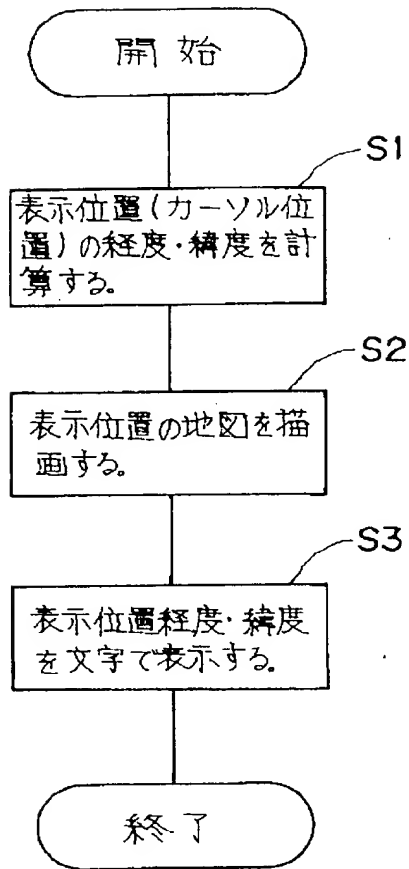 開始
S1
表示位置(カーソル位
置)の経度・緯度を計
算する。
S2
表示位置の地図を描
画する。
S3
表示位置経度・緯度
を文字で表示する。
終了